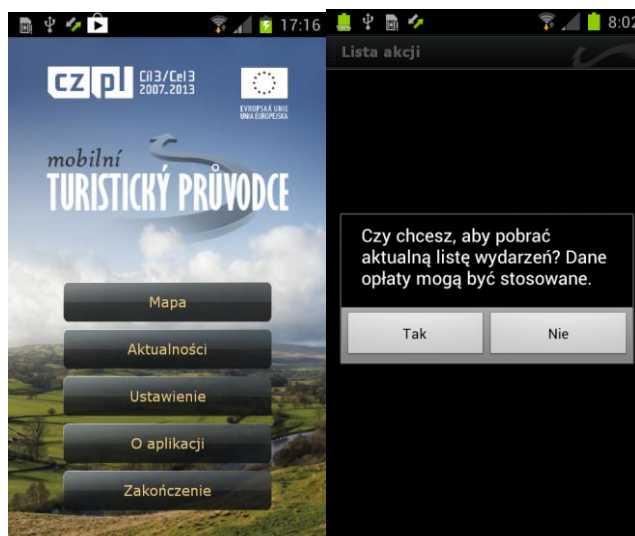 17:16
cz pl Cíl 3/Cel 3
2007.2013
EVROPSKÁ UNIE
UNIA EUROPEJSKA
mobilní
TURISTICKÝ PRŮVODCE
Mapa
Aktualności
Ustawienie
O aplikacji
Zakończenie
8:02
Lista akcji
Czy chcesz, aby pobrać
aktualną listę wydarzeń? Dane
opłaty mogą być stosowane.
Tak
Nie